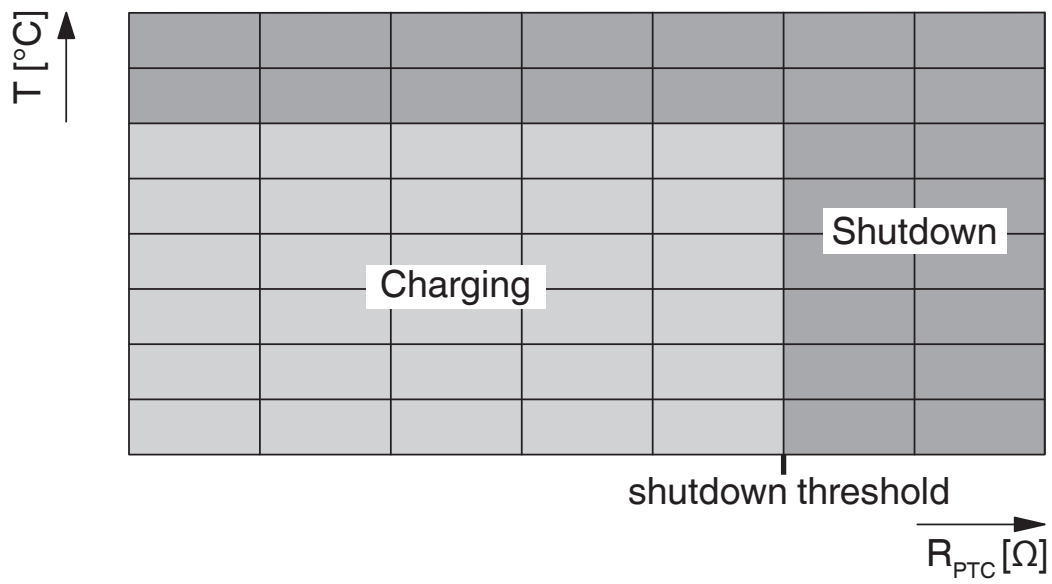 T [°C]
Shutdown
Charging
shutdown threshold
R_PTC [Ω]